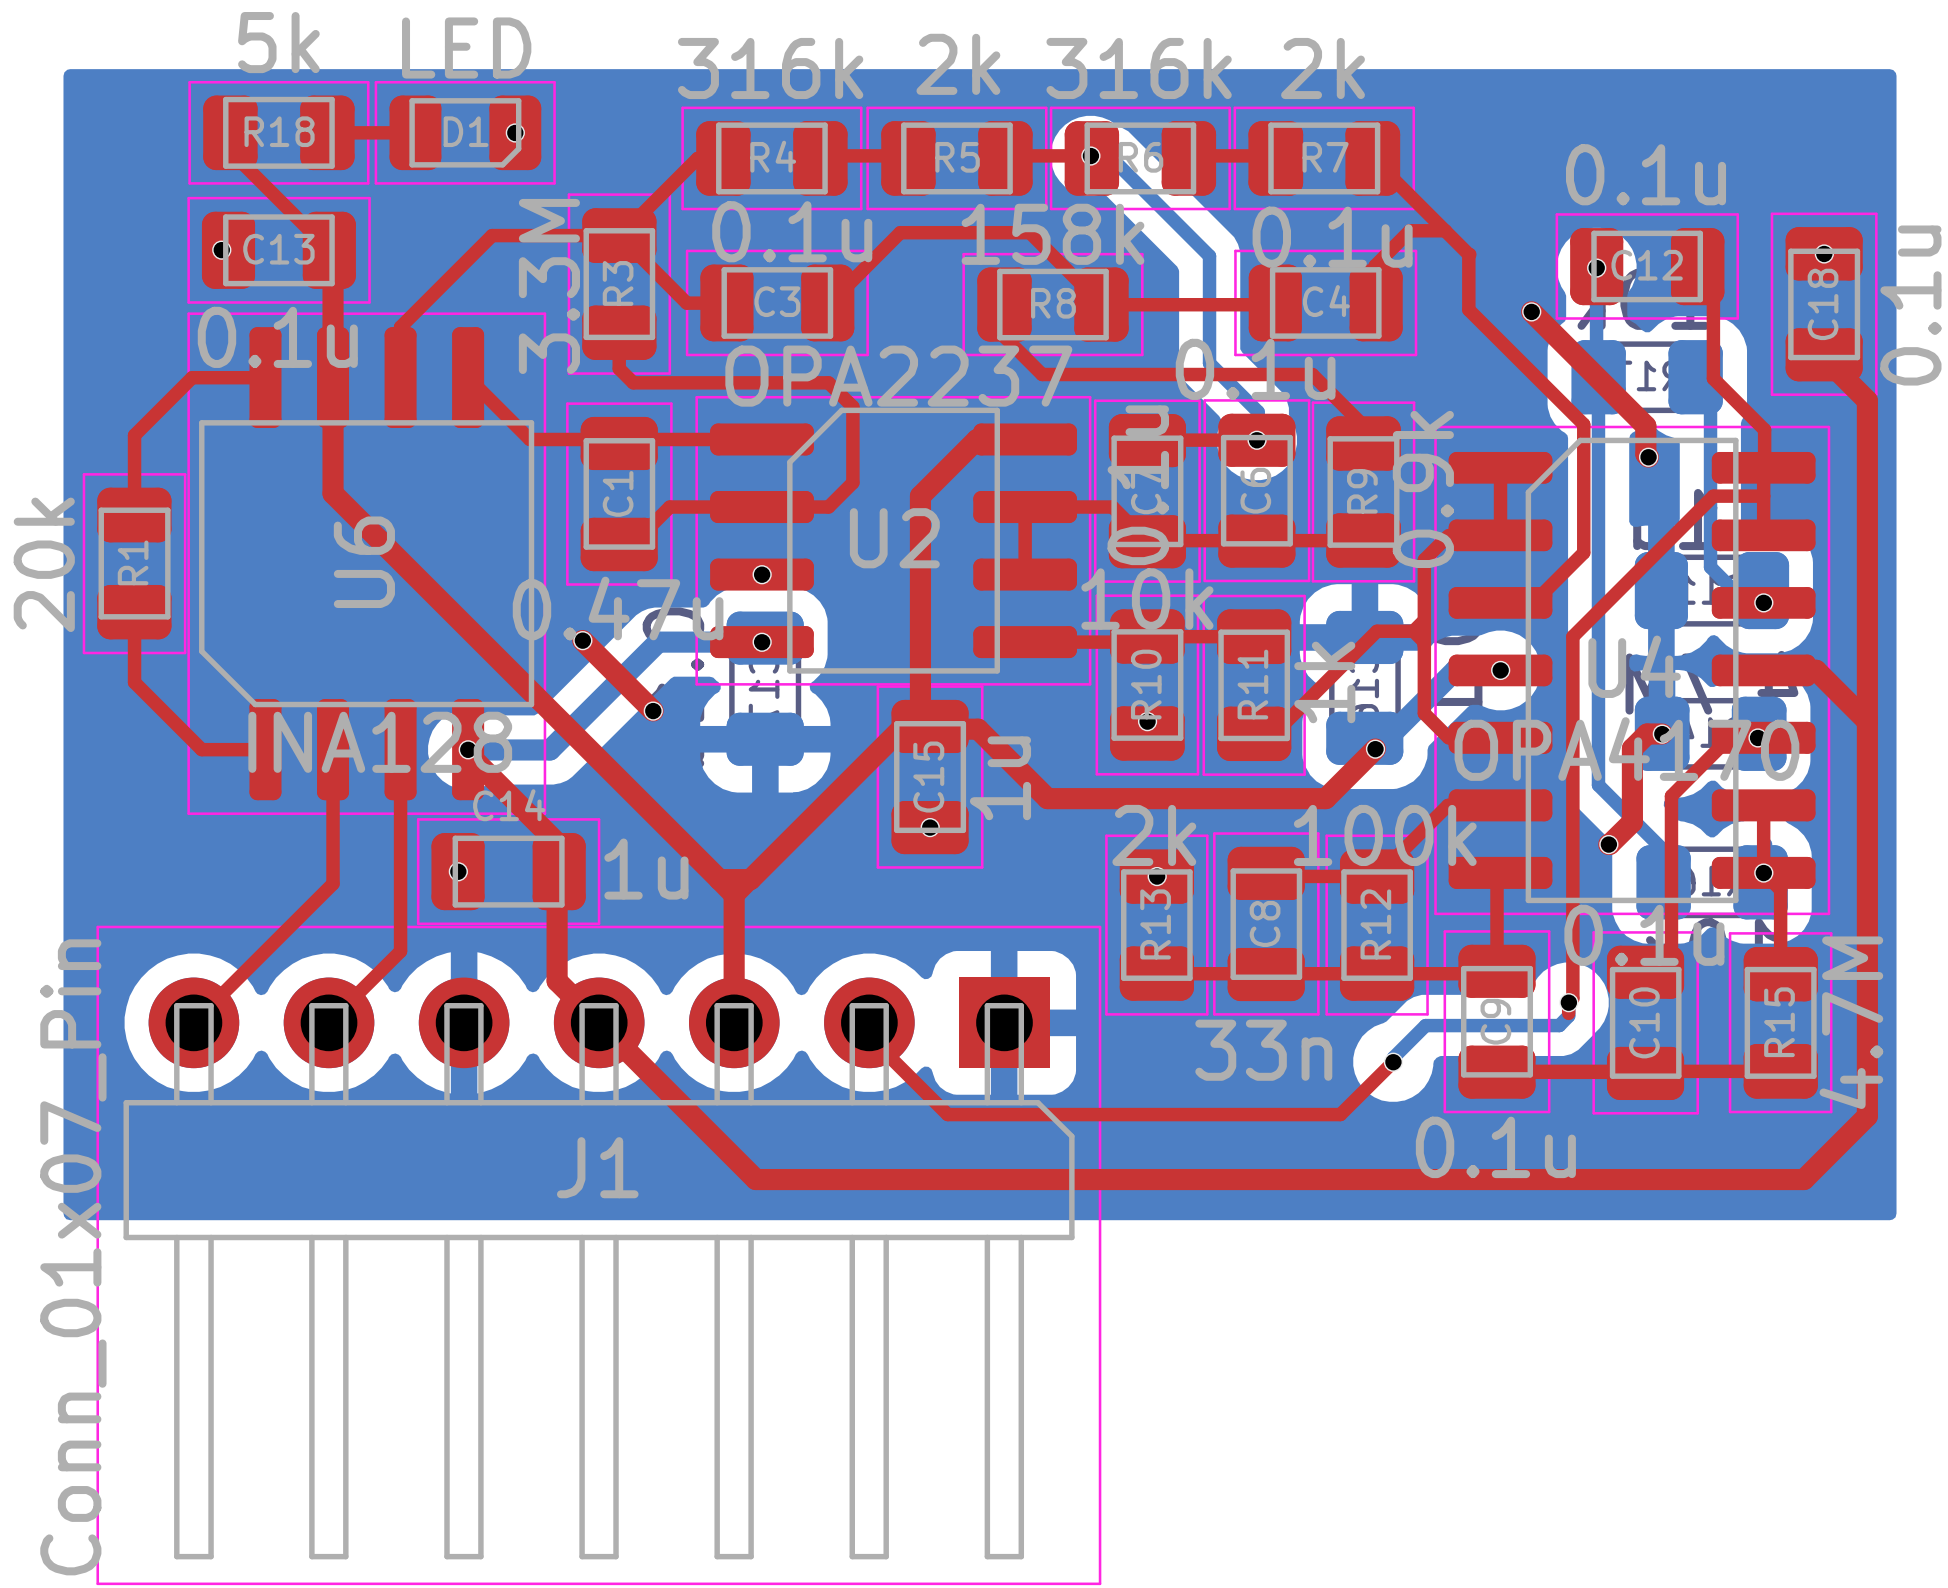 5k
LED
316k
2k
316k
2k
R18
D1
R4
R5
R6
R7
0.1u
0.1u
158k
0.1u
3.3M
C13
R3
C3
R8
C4
C12
C18
0.1u
0.1u
OPA2237
0.1u
20k
R1
U6
C1
U2
0.1u
C6
R9
0.9k
0.47u
10k
U4
R10
R11
1k
INA128
OPA4170
C14
C15
1u
1u
2k
100k
R13
C8
R12
0.1u
C9
C10
R15
4.7M
33n
0.1u
J1
Conn_01x07_Pin